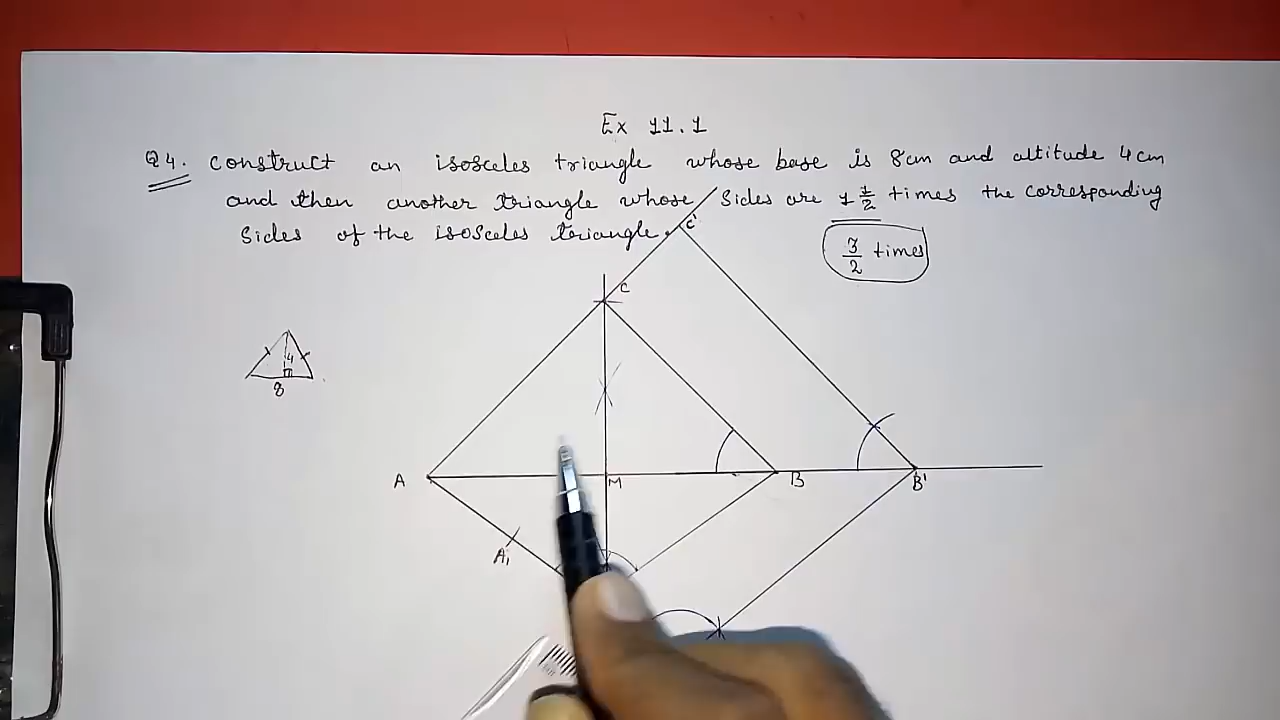 Ex 11.1
Q4. Construct an isosceles triangle whose base is 8cm and altitude 4cm
and then another triangle whose sides are 1 1/2 times the corresponding
sides of the isosceles triangle.
3/2 times
C'
C
4
8
A M B B'
A1